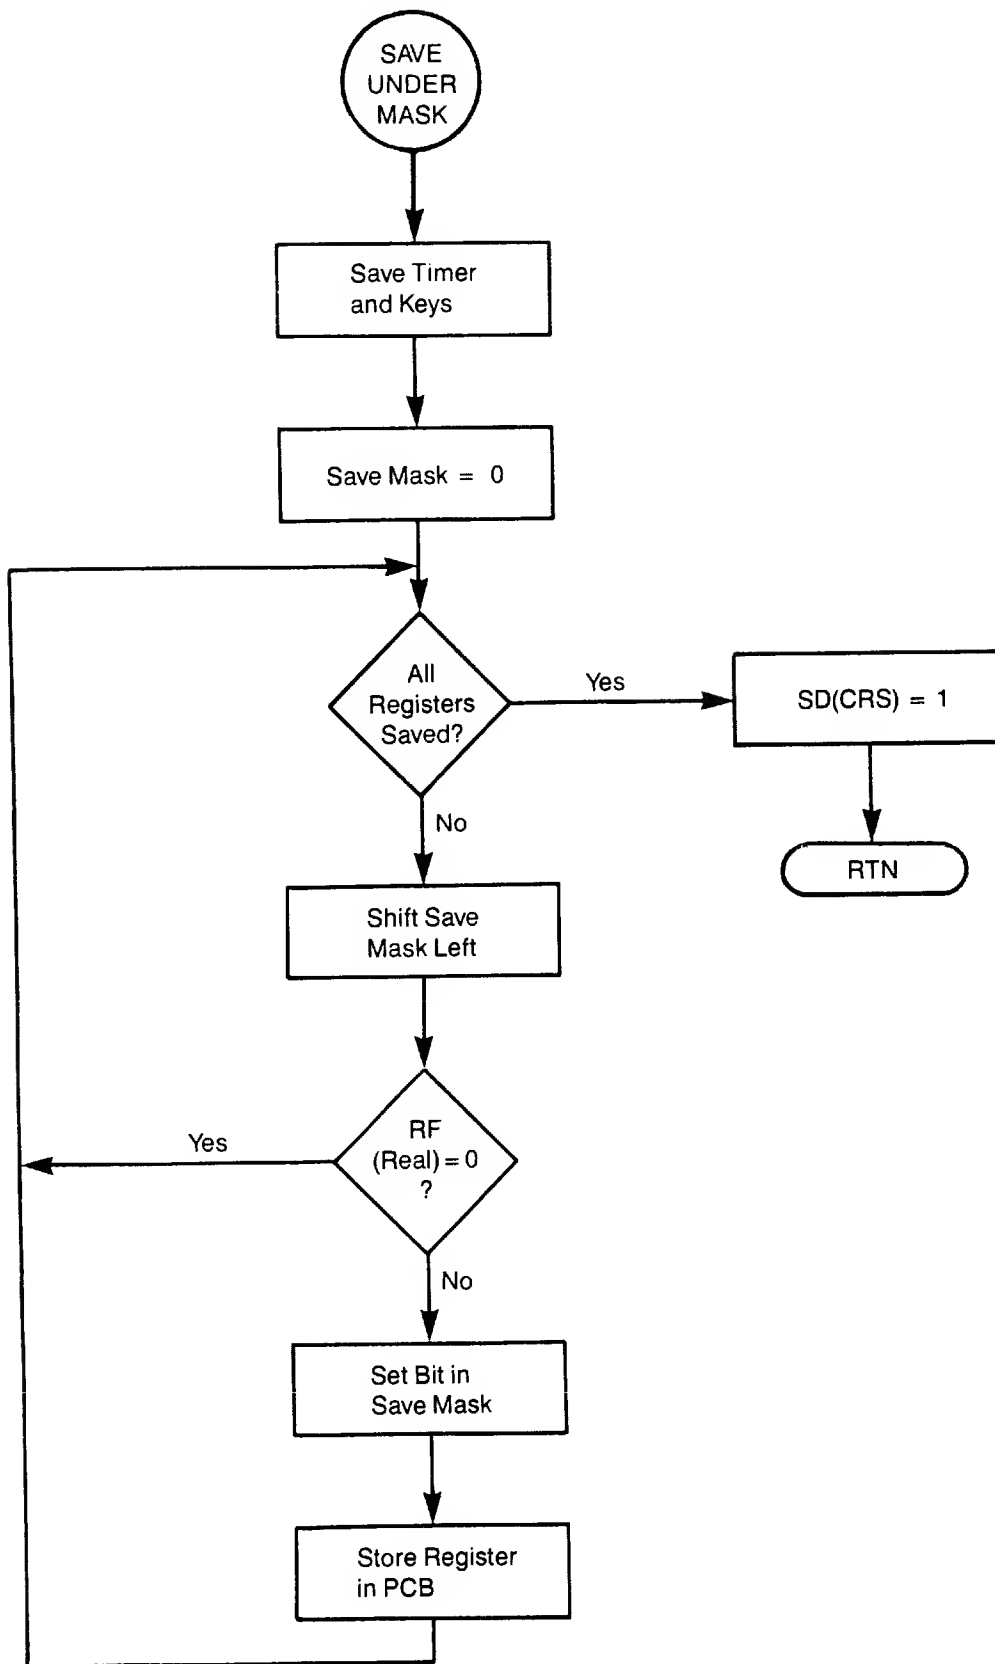 SAVE
UNDER
MASK
Save Timer
and Keys
Save Mask = 0
All
Registers
Saved?
Yes
SD(CRS) = 1
RTN
No
Shift Save
Mask Left
RF
(Real) = 0
?
Yes
No
Set Bit in
Save Mask
Store Register
in PCB